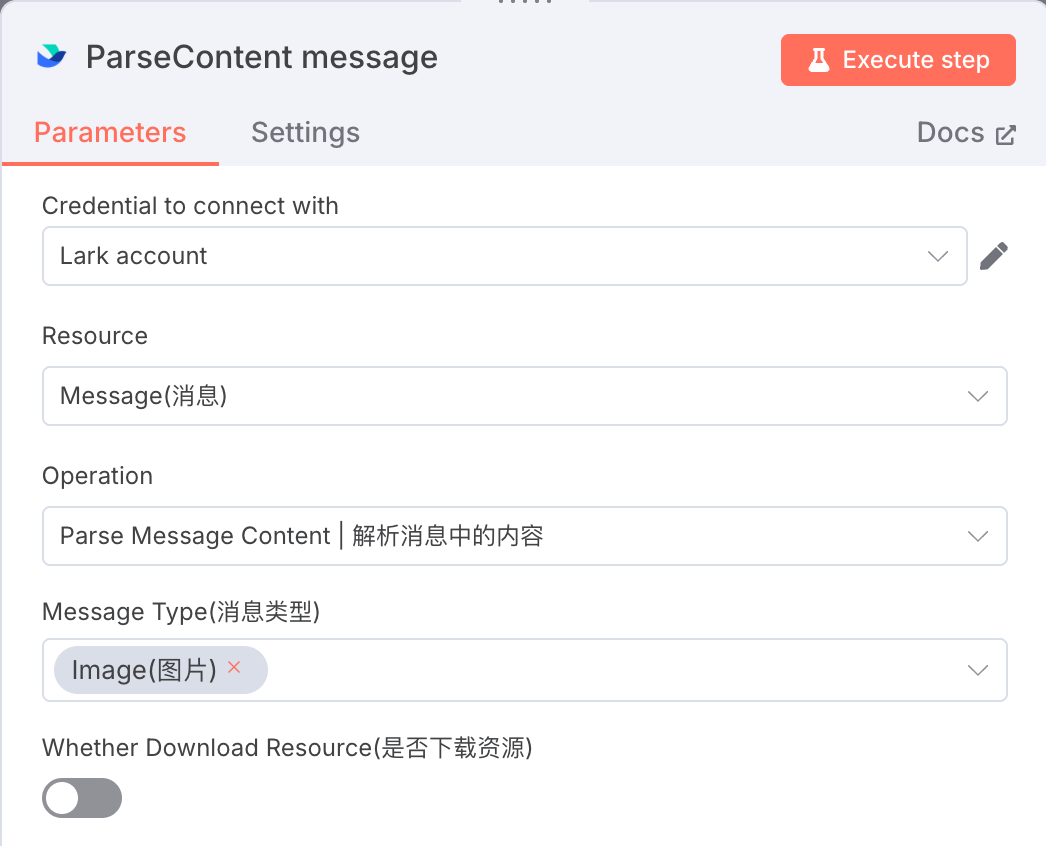 ParseContent message
Execute step
Parameters
Settings
Docs
Credential to connect with
Lark account
Resource
Message(消息)
Operation
Parse Message Content | 解析消息中的内容
Message Type(消息类型)
Image(图片)
Whether Download Resource(是否下载资源)